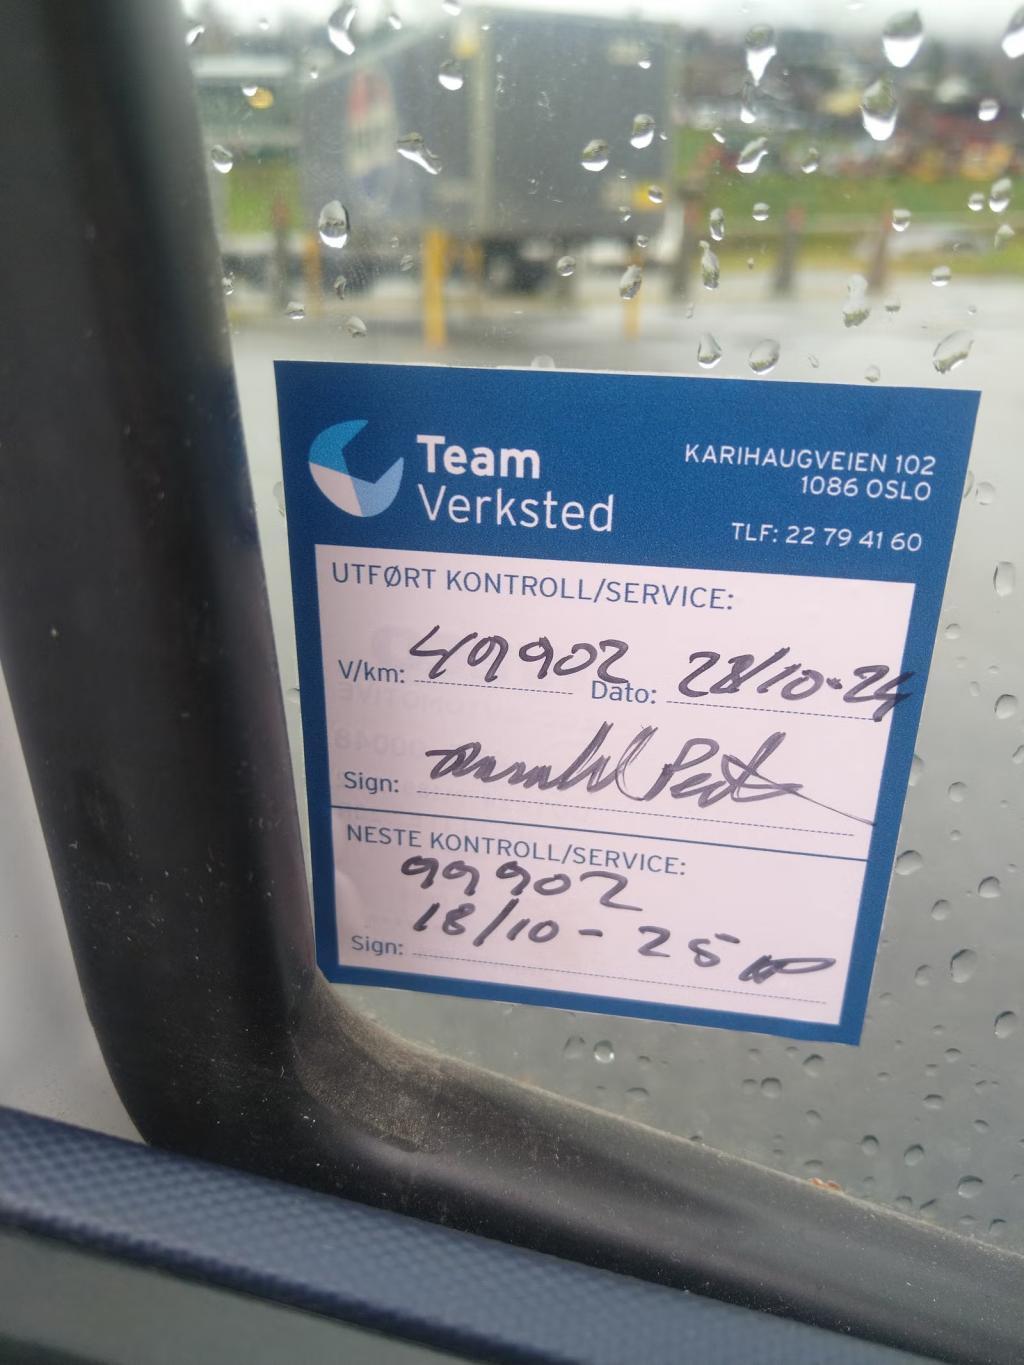 Team
Verksted
KARIHAUGVEIEN 102
1086 OSLO
TLF: 22 79 41 60
UTFØRT KONTROLL/SERVICE:
V/km: 49902 Dato: 28/10-24
Sign:
NESTE KONTROLL/SERVICE:
99902
18/10-25
Sign: